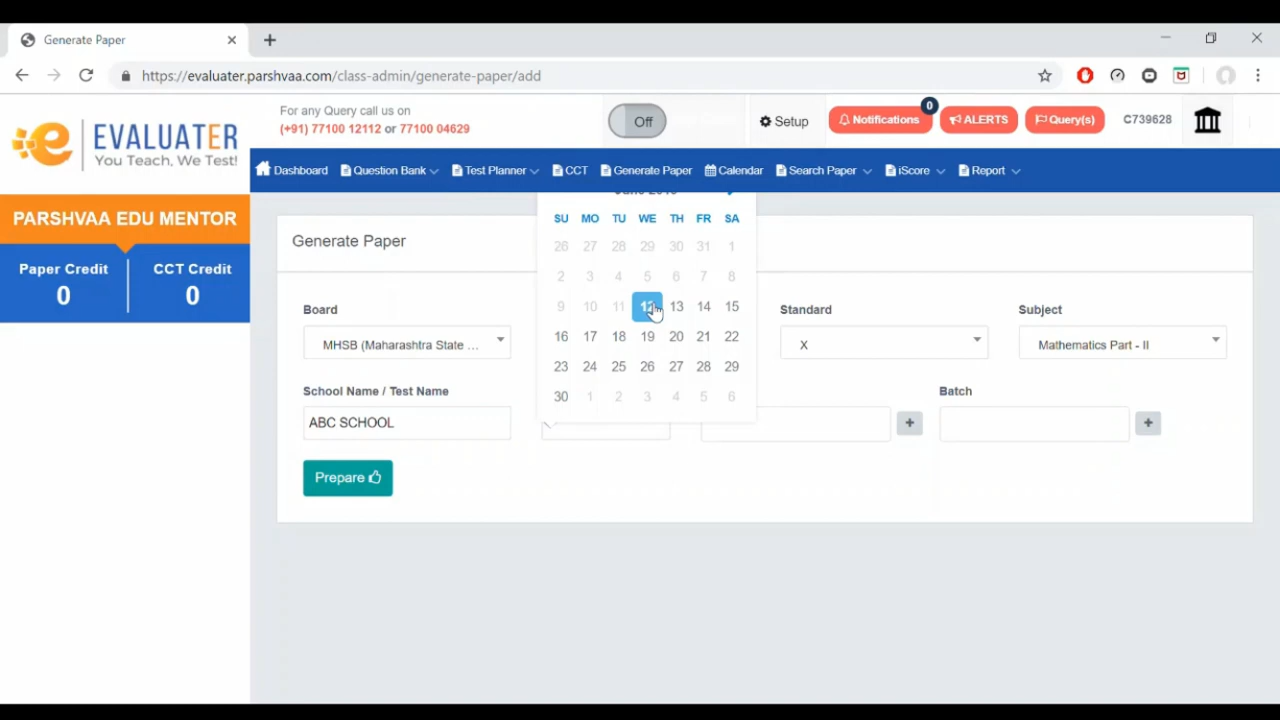 Generate Paper
https://evaluater.parshvaa.com/class-admin/generate-paper/add
EVALUATER
You Teach, We Test!
For any Query call us on
(+91) 77100 12112 or 77100 04629
Off
Setup
Notifications
0
ALERTS
Query(s)
C739628
Dashboard
Question Bank
Test Planner
CCT
Generate Paper
Calendar
Search Paper
iScore
Report
PARSHVAA EDU MENTOR
Paper Credit
0
CCT Credit
0
Generate Paper
SU MO TU WE TH FR SA
26 27 28 29 30 31 1
2 3 4 5 6 7 8
9 10 11 12 13 14 15
16 17 18 19 20 21 22
23 24 25 26 27 28 29
30 1 2 3 4 5 6
Board
MHSB (Maharashtra State ...
Standard
X
Subject
Mathematics Part - II
School Name / Test Name
ABC SCHOOL
Batch
Prepare